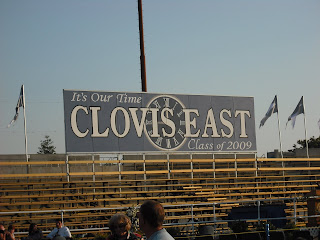 It's Our Time
CLOVIS EAST
Class of 2009